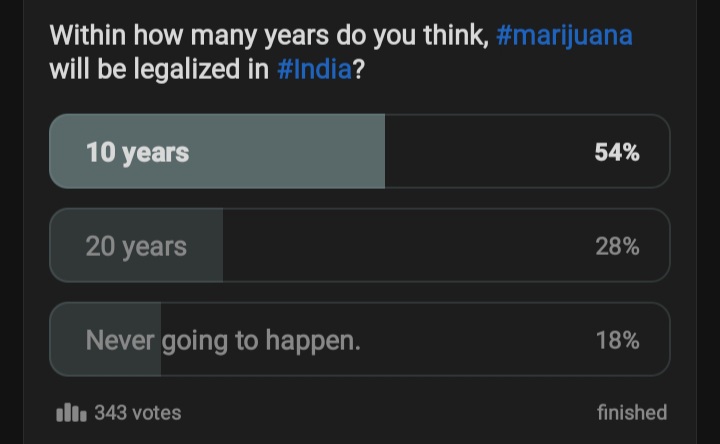 Within how many years do you think, #marijuana
will be legalized in #India?
10 years 54%
20 years 28%
Never going to happen. 18%
343 votes finished